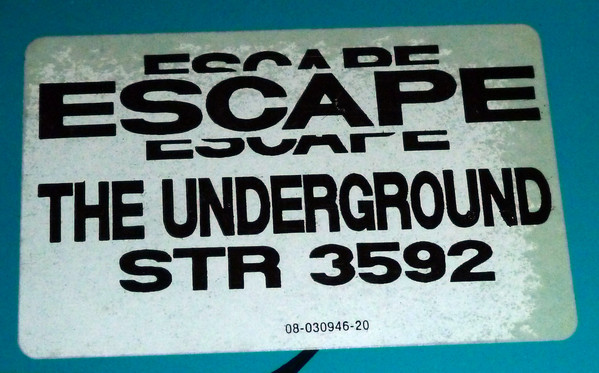 ESCAPE
ESCAPE
ESCAPE
THE UNDERGROUND
STR 3592
08-030946-20